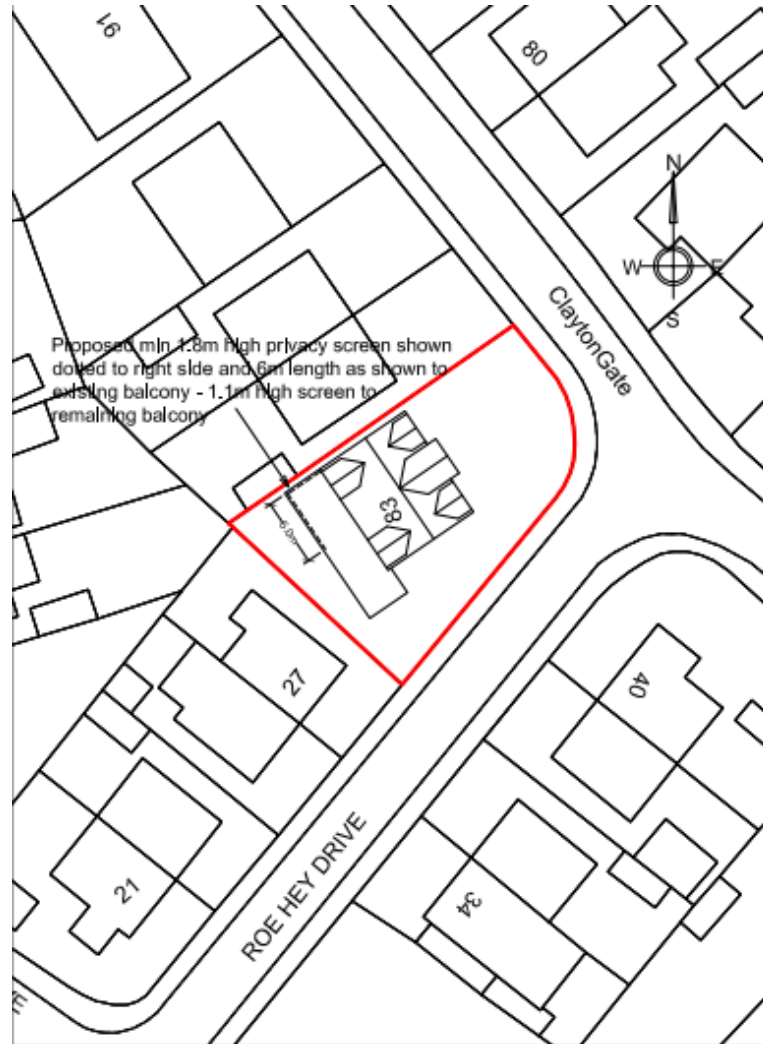 91
80
N
W
E
S
ClaytonGate
Proposed min 1.8m high privacy screen shown
dotted to right side and 6m length as shown to
existing balcony - 1.1m high screen to
remaining balcony
83
6.0m
27
40
21
34
ROE HEY DRIVE